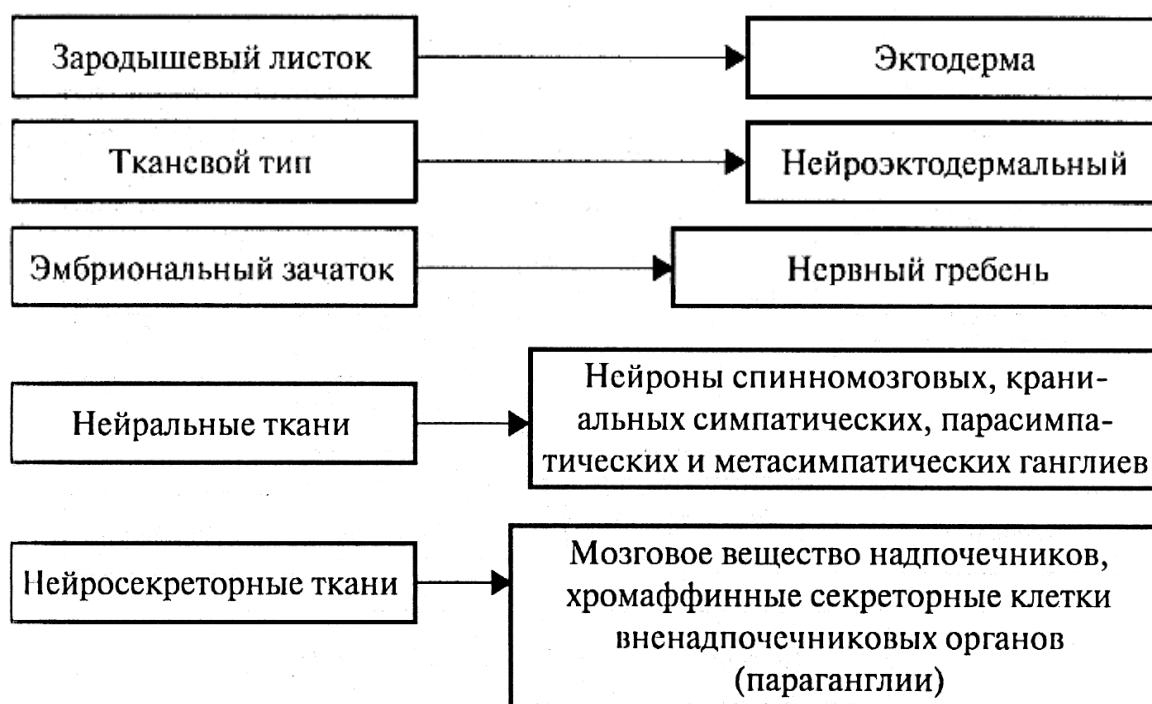 Зародышевый листок
Эктодерма
Тканевой тип
Нейроэктодермальный
Эмбриональный зачаток
Нервный гребень
Нейральные ткани
Нейроны спинномозговых, крани-
альных симпатических, парасимпа-
тических и метасимпатических ганглиев
Нейросекреторные ткани
Мозговое вещество надпочечников,
хромаффинные секреторные клетки
вненадпочечниковых органов
(параганглии)